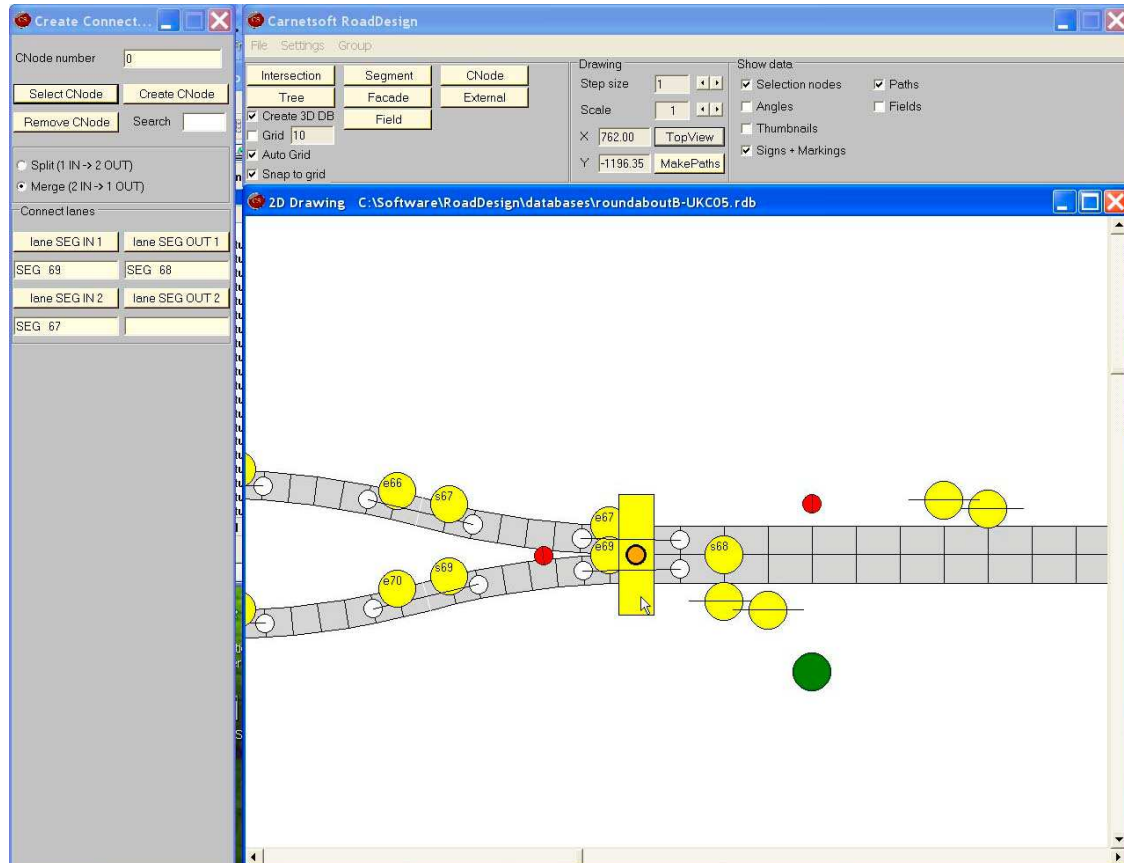 Create Connect...
CNode number
0
Select CNode
Create CNode
Remove CNode
Search
Split (1 IN -> 2 OUT)
Merge (2 IN -> 1 OUT)
Connect lanes
lane SEG IN 1
lane SEG OUT 1
SEG 69
SEG 68
lane SEG IN 2
lane SEG OUT 2
SEG 67
Carnetsoft RoadDesign
File Settings Group
Intersection
Segment
CNode
Tree
Facade
External
Create 3D DB
Field
Grid 10
Auto Grid
Snap to grid
Drawing
Step size 1
Scale 1
X 762.00 TopView
Y -1196.35 MakePaths
Show data
Selection nodes
Paths
Angles
Fields
Thumbnails
Signs + Markings
2D Drawing C:\Software\RoadDesign\databases\roundaboutB-UKC05.rdb
e66
s67
e67
e69
s68
s69
e70